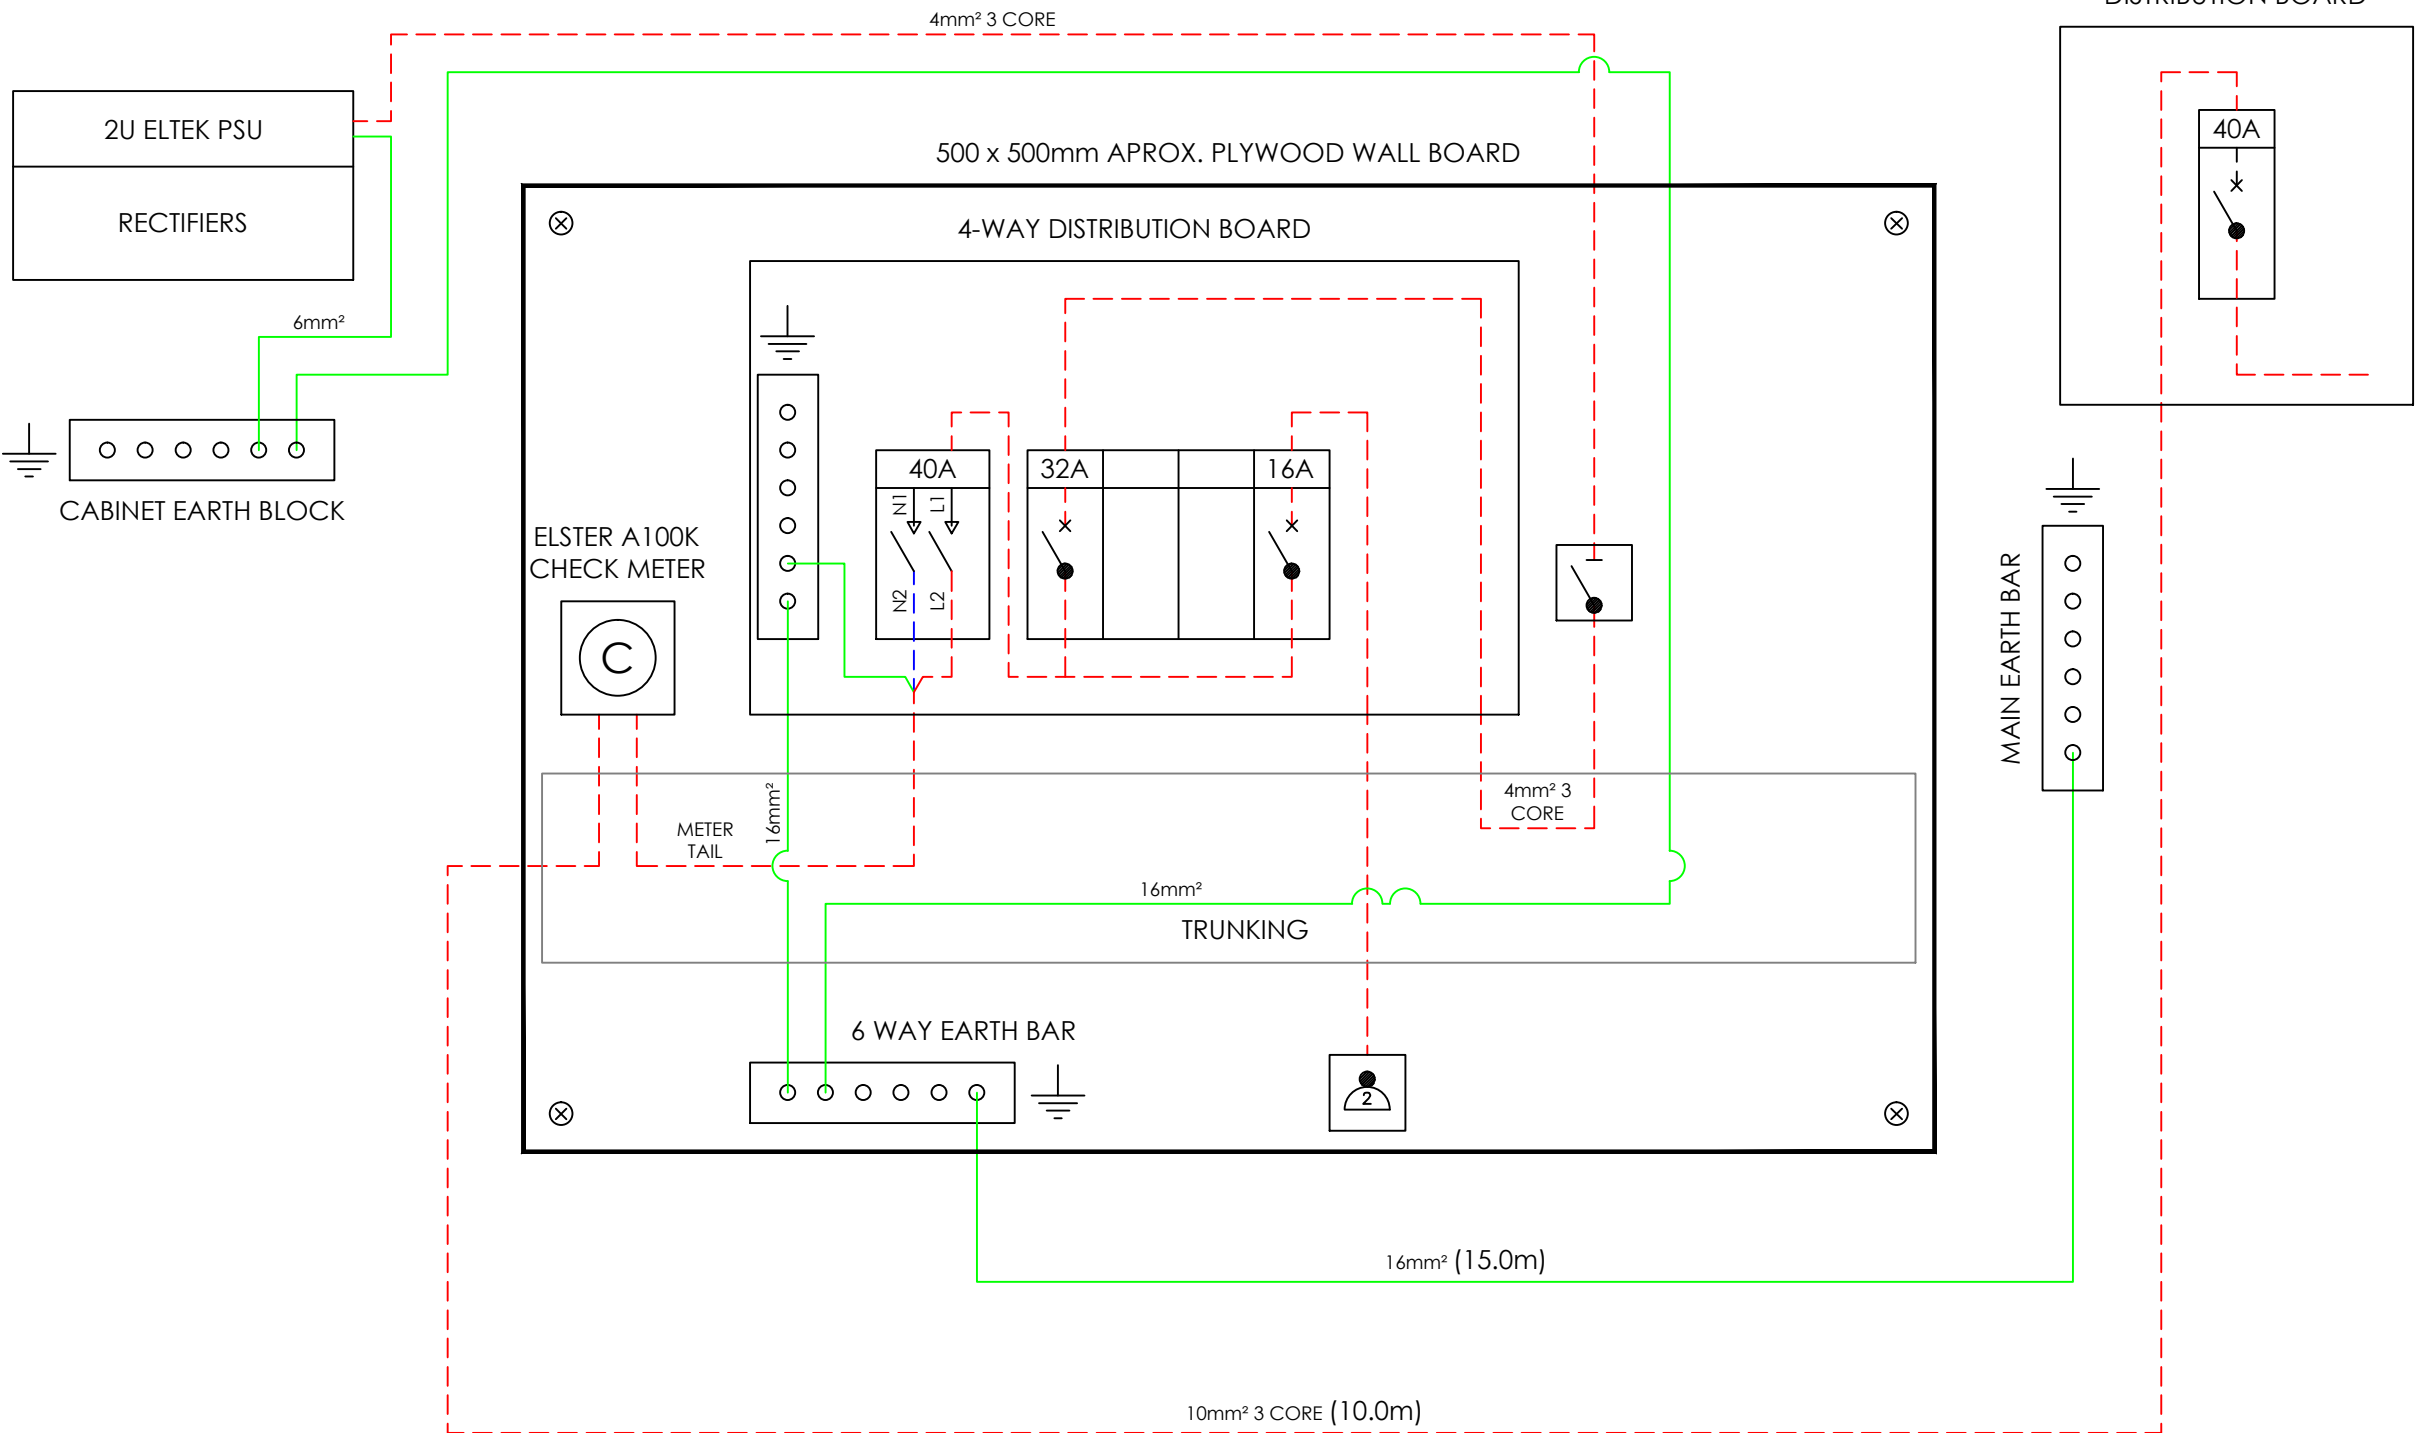 4mm² 3 CORE
DISTRIBUTION BOARD
2U ELTEK PSU
RECTIFIERS
40A
500 x 500mm APROX. PLYWOOD WALL BOARD
4-WAY DISTRIBUTION BOARD
6mm²
CABINET EARTH BLOCK
40A
32A
16A
N1
L1
N2
L2
ELSTER A100K
CHECK METER
C
MAIN EARTH BAR
16mm²
METER
TAIL
4mm² 3
CORE
16mm²
TRUNKING
6 WAY EARTH BAR
2
16mm² (15.0m)
10mm² 3 CORE (10.0m)